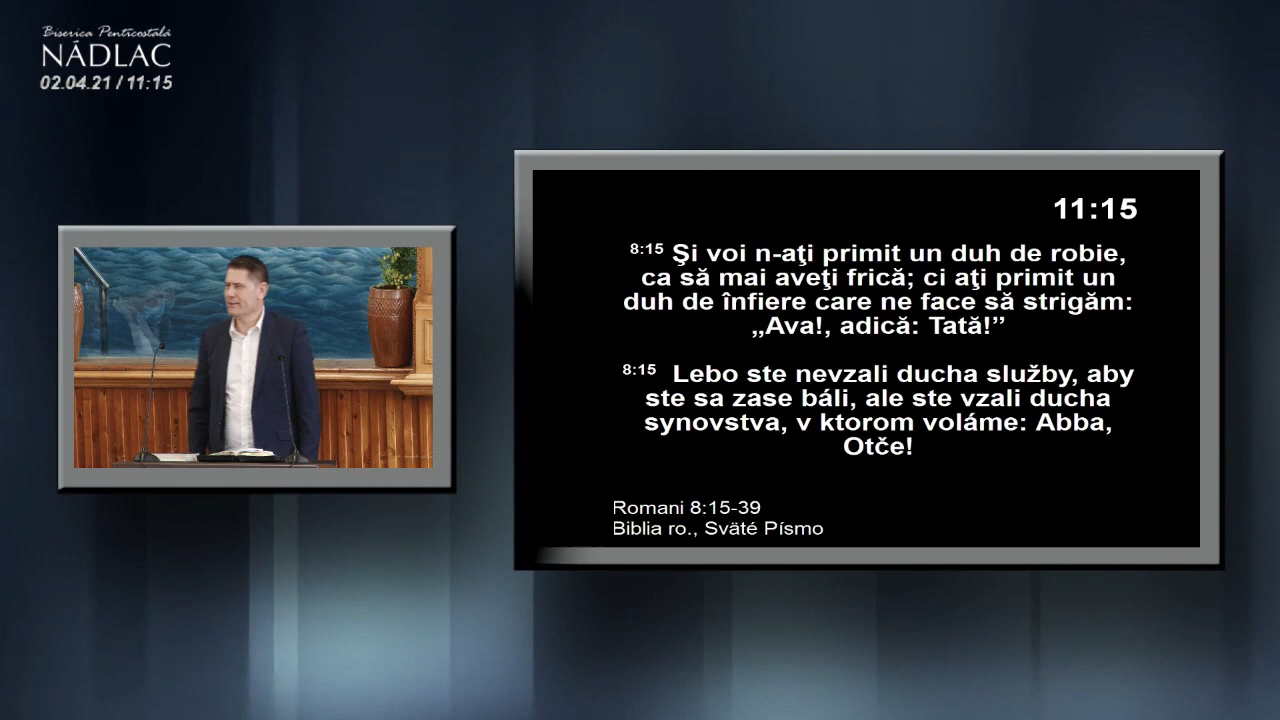 Biserica Penticostală
NĂDLAC
02.04.21 / 11:15
11:15
8:15 Şi voi n-aţi primit un duh de robie,
ca să mai aveţi frică; ci aţi primit un
duh de înfiere care ne face să strigăm:
„Ava!, adică: Tată!”
8:15 Lebo ste nevzali ducha služby, aby
ste sa zase báli, ale ste vzali ducha
synovstva, v ktorom voláme: Abba,
Otče!
Romani 8:15-39
Biblia ro., Sväté Písmo